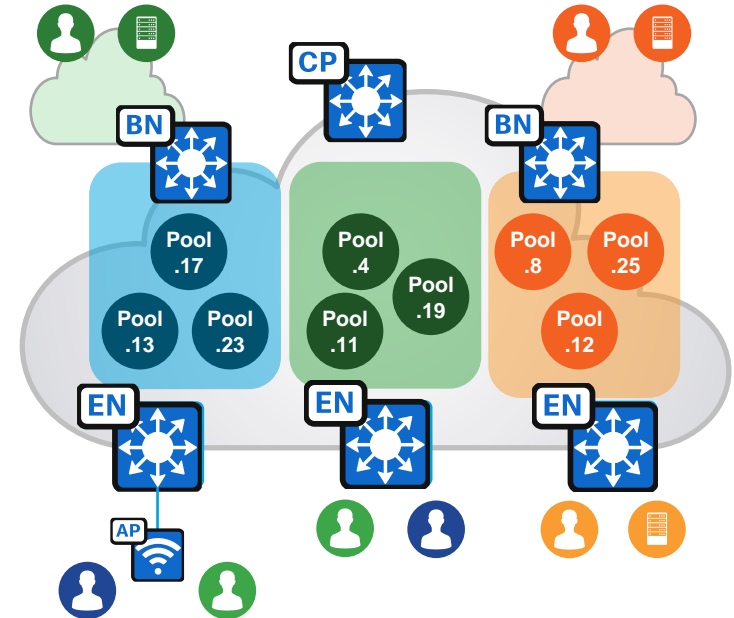 CP
BN
BN
Pool
.17
Pool
.4
Pool
.8
Pool
.25
Pool
.19
Pool
.13
Pool
.23
Pool
.11
Pool
.12
EN
EN
EN
AP